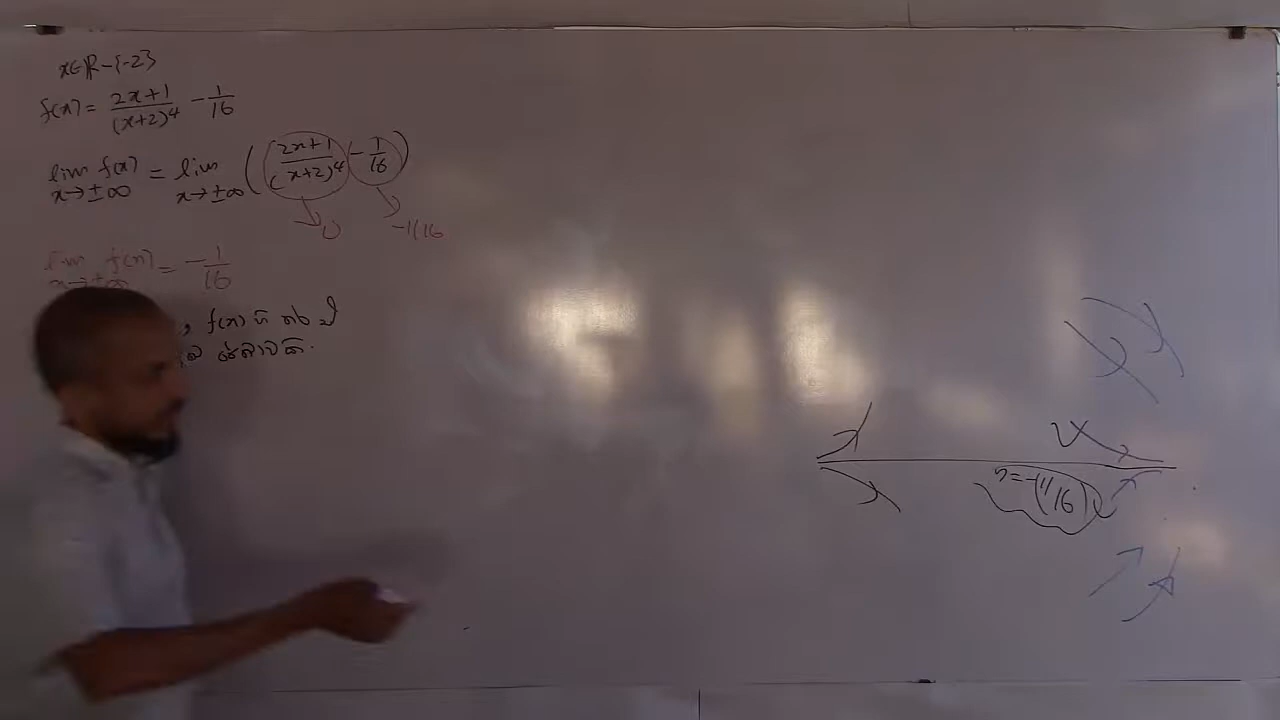 x∈ℝ-{-2}
f(x) = (2x+1)/(x+2)⁴ - 1/16
lim x→±∞ f(x) = lim x→±∞ ((2x+1)/(x+2)⁴ - 1/16)
0 -1/16
lim x→±∞ f(x) = -1/16
, f(x) හි තිරස්
y=-(1/16)